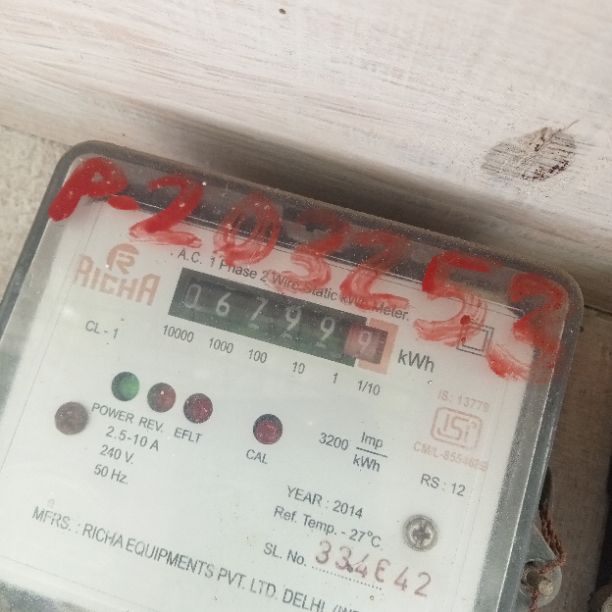 P-203253
RICHA
A.C. 1 Phase 2 Wire Static kWh Meter
067999
kWh
CL - 1
10000 1000 100 10 1 1/10
POWER REV. EFLT
CAL
2.5-10 A
240 V.
50 Hz.
3200 Imp/kWh
IS : 13779
ISI
RS : 12
YEAR : 2014
Ref. Temp. - 27°C
SL. No. 334642
MFRS. : RICHA EQUIPMENTS PVT. LTD. DELHI